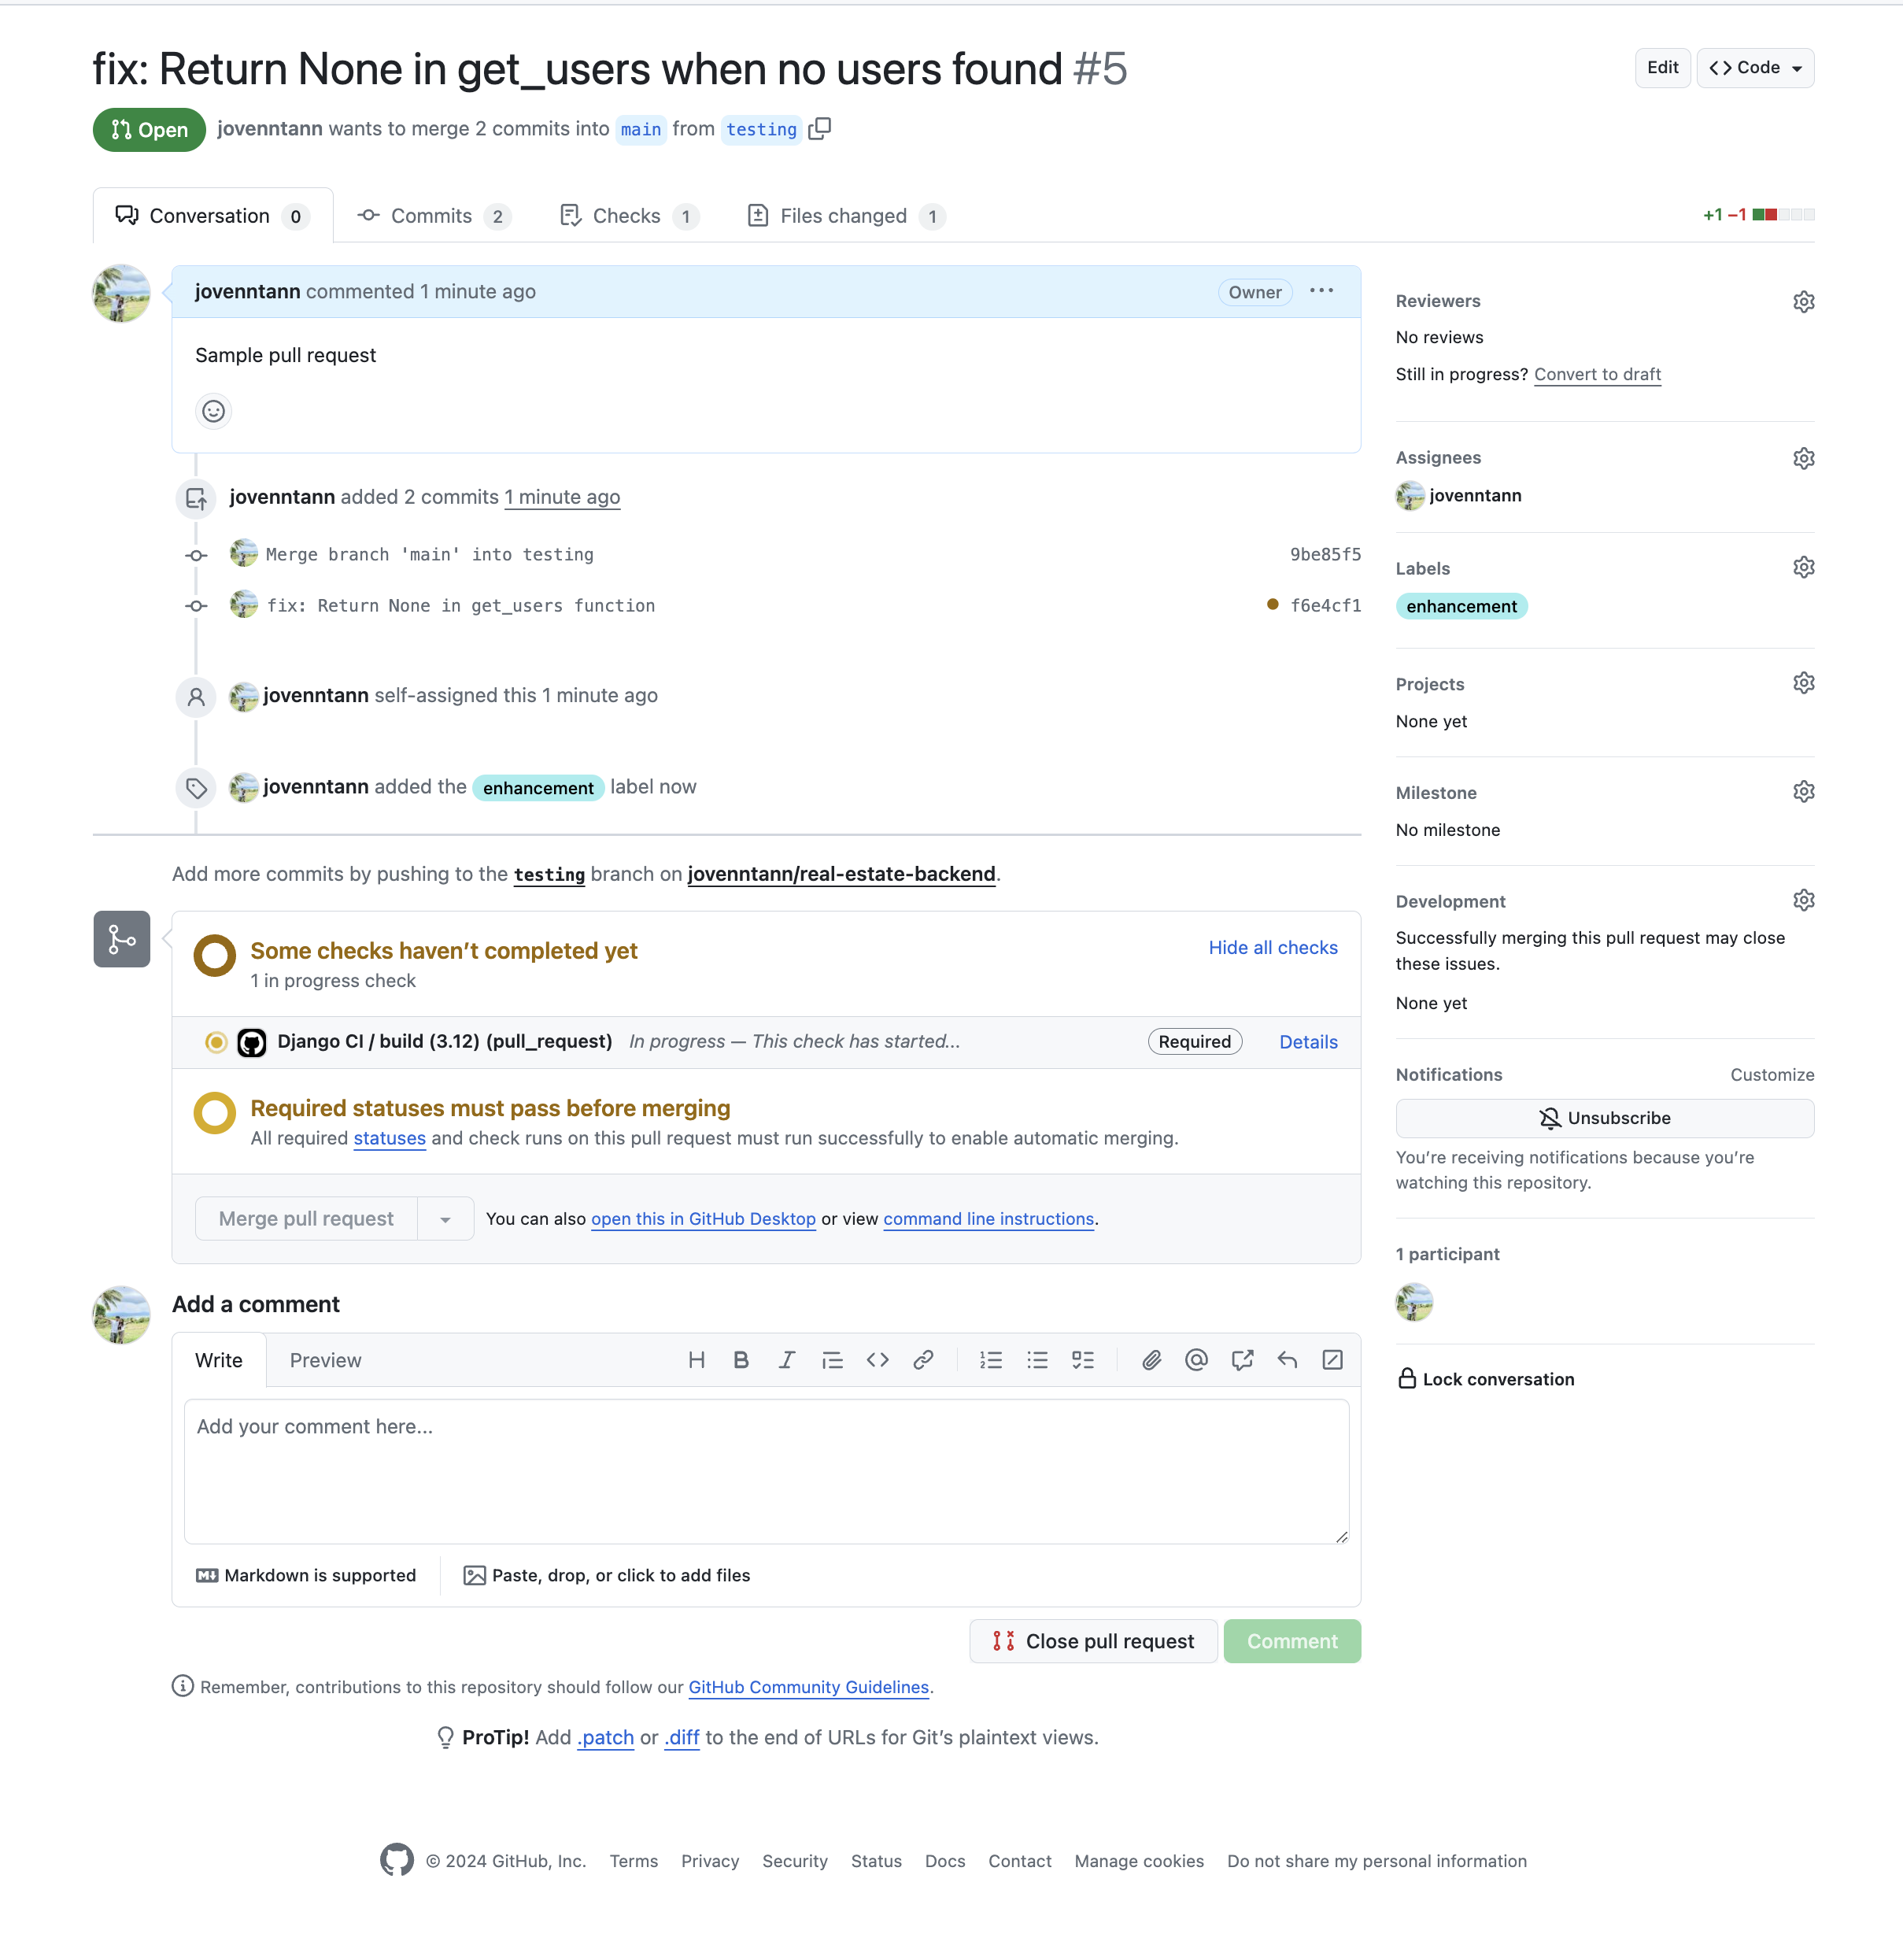 fix: Return None in get_users when no users found #5
Edit
Code
Open
jovenntann wants to merge 2 commits into main from testing
Conversation 0
Commits 2
Checks 1
Files changed 1
+1 −1
jovenntann commented 1 minute ago
Owner
Sample pull request
jovenntann added 2 commits 1 minute ago
Merge branch 'main' into testing
9be85f5
fix: Return None in get_users function
f6e4cf1
jovenntann self-assigned this 1 minute ago
jovenntann added the enhancement label now
Add more commits by pushing to the testing branch on jovenntann/real-estate-backend.
Some checks haven’t completed yet
Hide all checks
1 in progress check
Django CI / build (3.12) (pull_request) In progress — This check has started...
Required
Details
Required statuses must pass before merging
All required statuses and check runs on this pull request must run successfully to enable automatic merging.
Merge pull request
You can also open this in GitHub Desktop or view command line instructions.
Add a comment
Write
Preview
Add your comment here...
Markdown is supported
Paste, drop, or click to add files
Close pull request
Comment
Remember, contributions to this repository should follow our GitHub Community Guidelines.
ProTip! Add .patch or .diff to the end of URLs for Git’s plaintext views.
Reviewers
No reviews
Still in progress? Convert to draft
Assignees
jovenntann
Labels
enhancement
Projects
None yet
Milestone
No milestone
Development
Successfully merging this pull request may close
these issues.
None yet
Notifications
Customize
Unsubscribe
You’re receiving notifications because you’re
watching this repository.
1 participant
Lock conversation
© 2024 GitHub, Inc.
Terms
Privacy
Security
Status
Docs
Contact
Manage cookies
Do not share my personal information